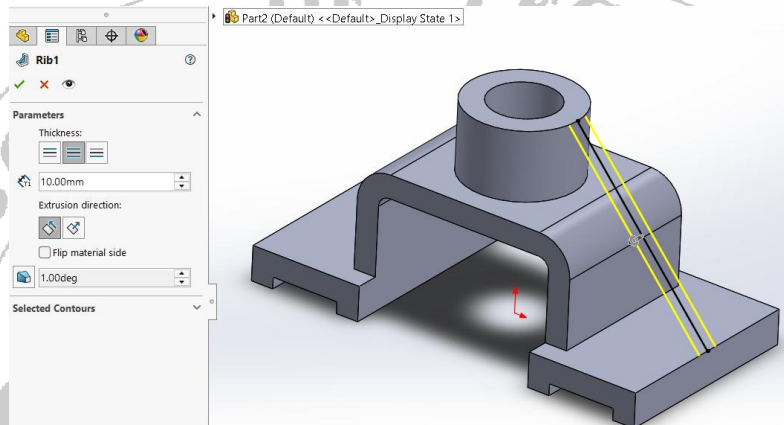 Part2 (Default) <<Default>_Display State 1>
Rib1
Parameters
Thickness:
10.00mm
Extrusion direction:
Flip material side
1.00deg
Selected Contours